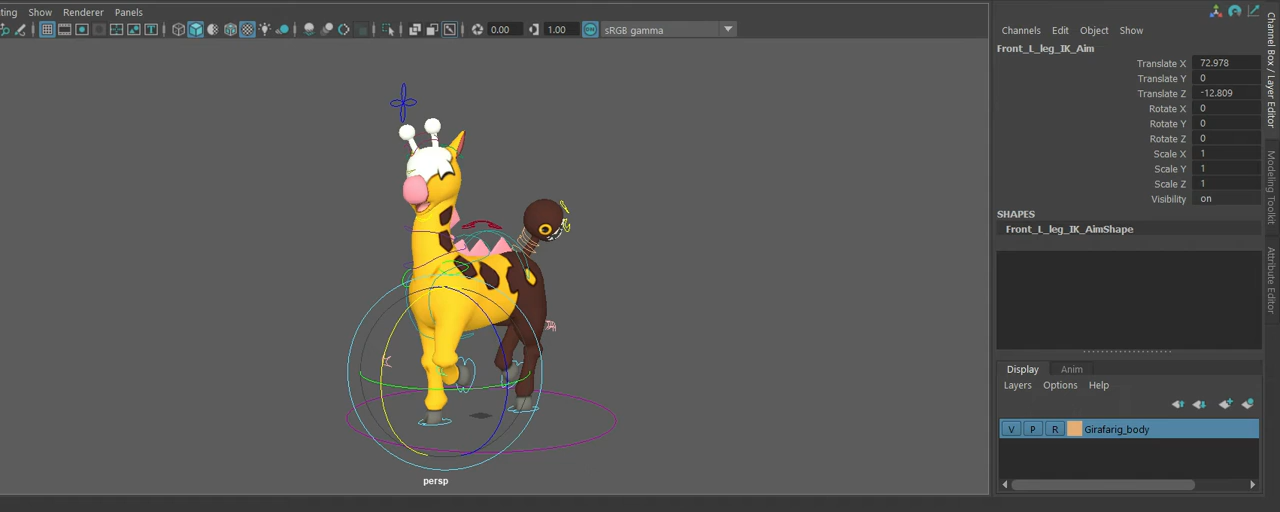 ting Show Renderer Panels
0.00 1.00 sRGB gamma
persp
Channels Edit Object Show
Front_L_leg_IK_Aim
Translate X 72.978
Translate Y 0
Translate Z -12.809
Rotate X 0
Rotate Y 0
Rotate Z 0
Scale X 1
Scale Y 1
Scale Z 1
Visibility on
SHAPES
Front_L_leg_IK_AimShape
Display Anim
Layers Options Help
V P R Girafarig_body
Channel Box / Layer Editor
Modeling Toolkit
Attribute Editor